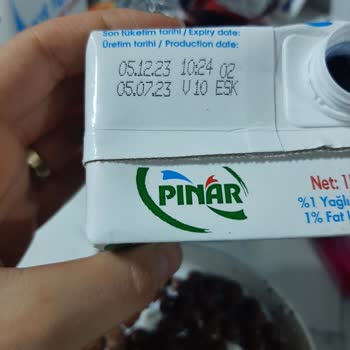 Son tüketim tarihi / Expiry date:
Üretim tarihi / Production date:
05.12.23 10:24 02
05.07.23 V10 ESK
PINAR
Net:
%1 Yağlı
1% Fat